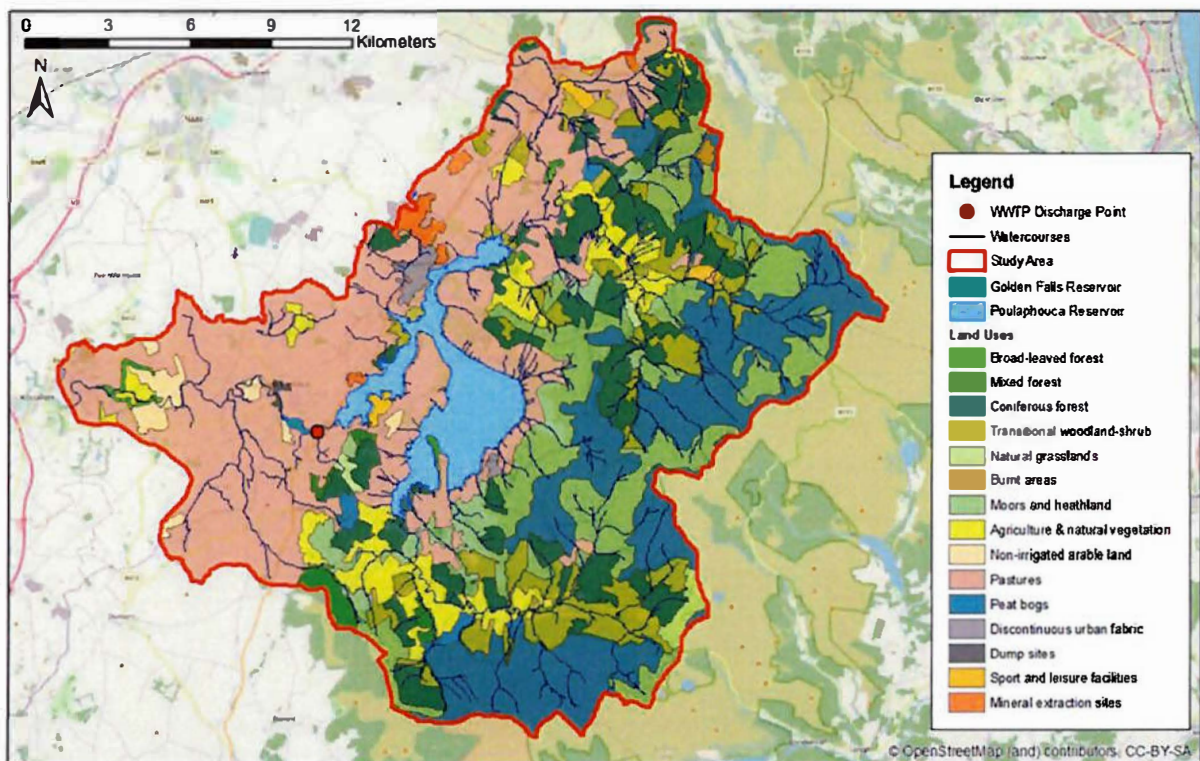 0 3 6 9 12
Kilometers
N
Legend
WWTP Discharge Point
Watercourses
Study Area
Golden Falls Reservoir
Poulaphouca Reservoir
Land Uses
Broad-leaved forest
Mixed forest
Coniferous forest
Transitional woodland-shrub
Natural grasslands
Burnt areas
Moors and heathland
Agriculture & natural vegetation
Non-irrigated arable land
Pastures
Peat bogs
Discontinuous urban fabric
Dump sites
Sport and leisure facilities
Mineral extraction sites
© OpenStreetMap (and) contributors, CC-BY-SA